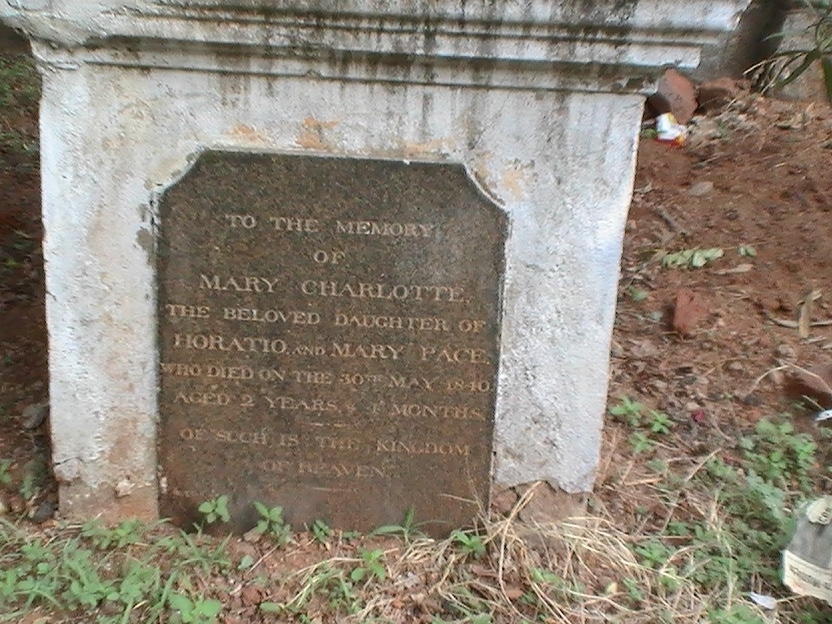 TO THE MEMORY
OF
MARY CHARLOTTE,
THE BELOVED DAUGHTER OF
HORATIO, AND MARY PACE,
WHO DIED ON THE 30TH MAY 1840
AGED 2 YEARS & MONTHS
OF SUCH IS THE KINGDOM
OF HEAVEN."